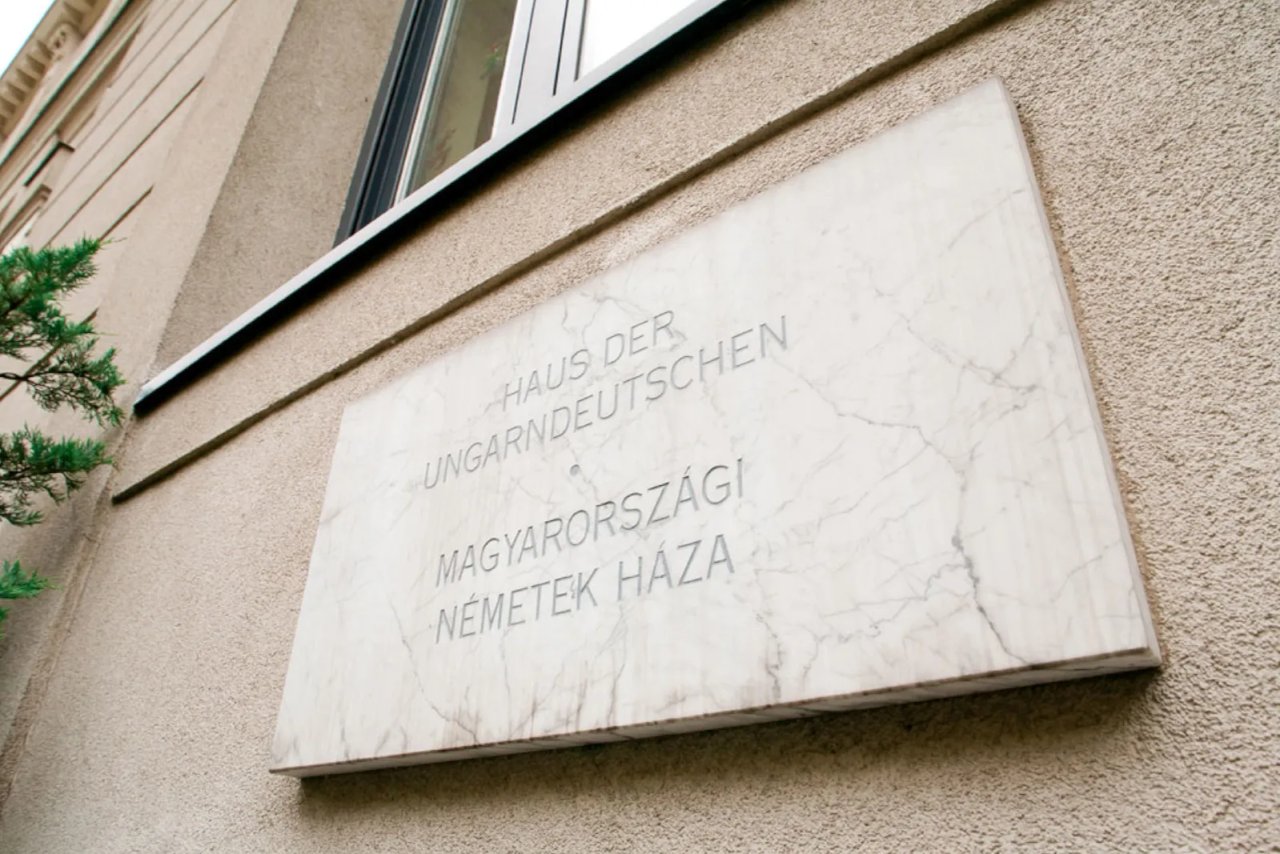 HAUS DER
UNGARNDEUTSCHEN
•
MAGYARORSZÁGI
NÉMETEK HÁZA